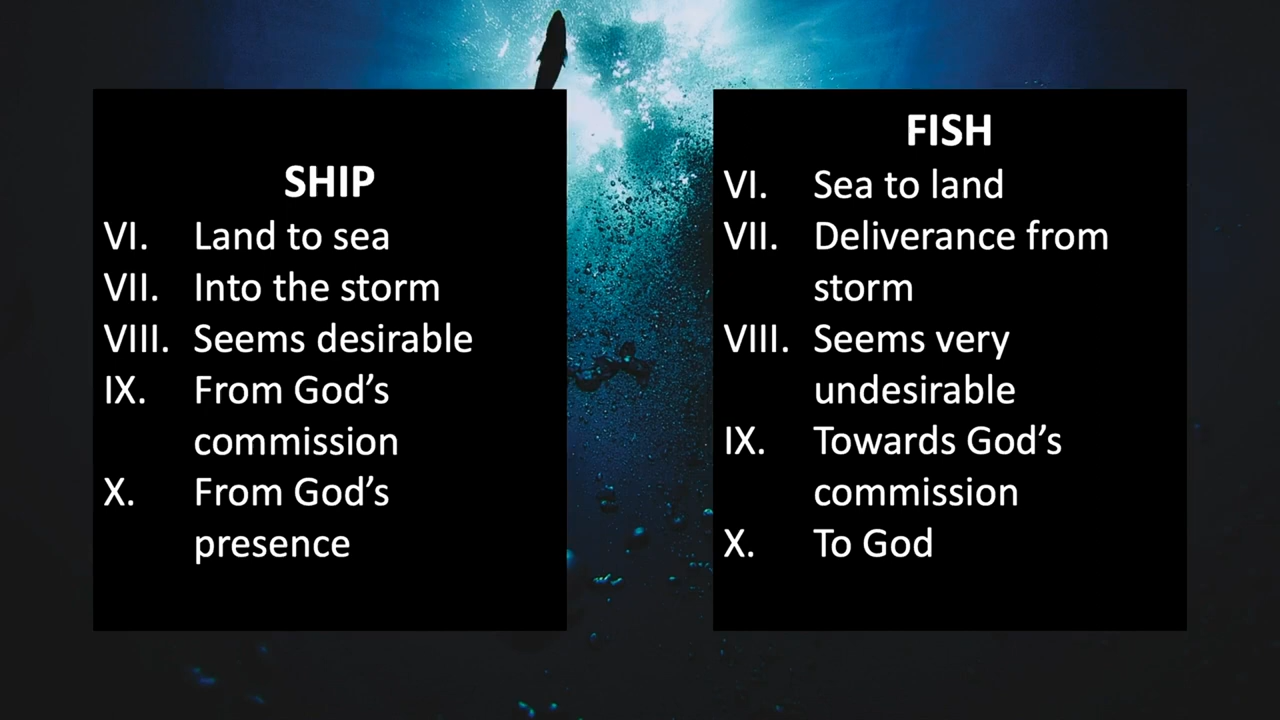 SHIP
VI. Land to sea
VII. Into the storm
VIII. Seems desirable
IX. From God’s
commission
X. From God’s
presence
FISH
VI. Sea to land
VII. Deliverance from
storm
VIII. Seems very
undesirable
IX. Towards God’s
commission
X. To God